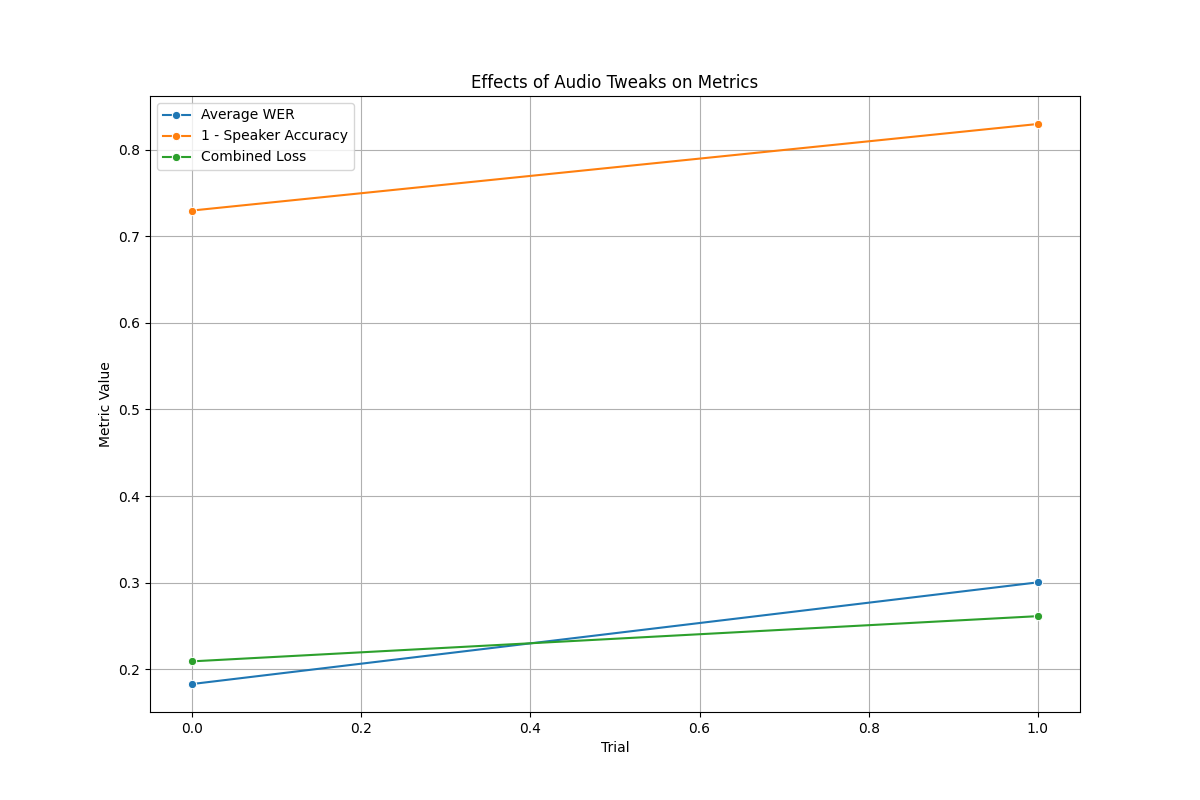 Effects of Audio Tweaks on Metrics
Average WER
1 - Speaker Accuracy
Combined Loss
0.8
0.7
0.6
0.5
0.4
0.3
0.2
Metric Value
0.0 0.2 0.4 0.6 0.8 1.0
Trial